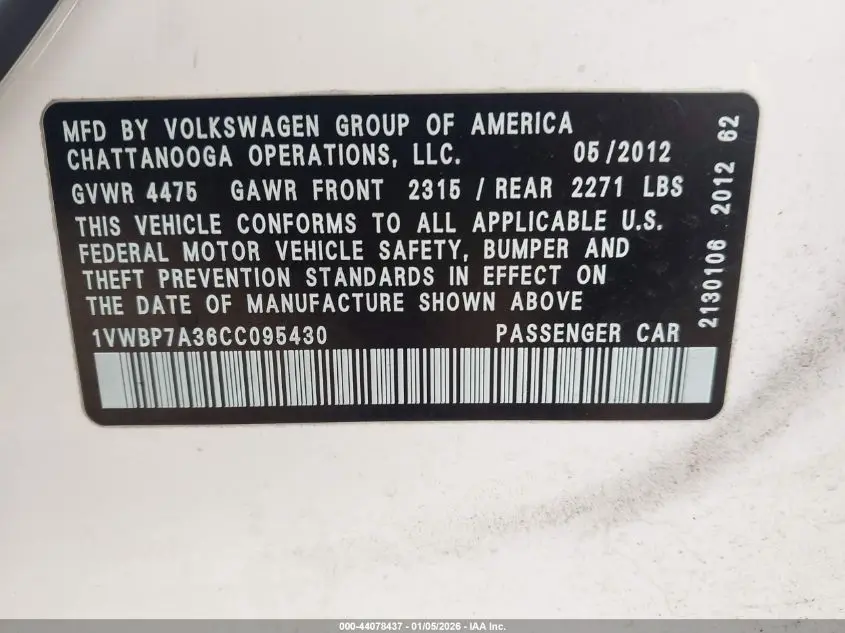 MFD BY VOLKSWAGEN GROUP OF AMERICA
CHATTANOOGA OPERATIONS, LLC. 05/2012
GVWR 4475 GAWR FRONT 2315 / REAR 2271 LBS
THIS VEHICLE CONFORMS TO ALL APPLICABLE U.S.
FEDERAL MOTOR VEHICLE SAFETY, BUMPER AND
THEFT PREVENTION STANDARDS IN EFFECT ON
THE DATE OF MANUFACTURE SHOWN ABOVE
1VWBP7A36CC095430 PASSENGER CAR
2130106 2012 62
000-44078437 - 01/05/2026 - IAA Inc.